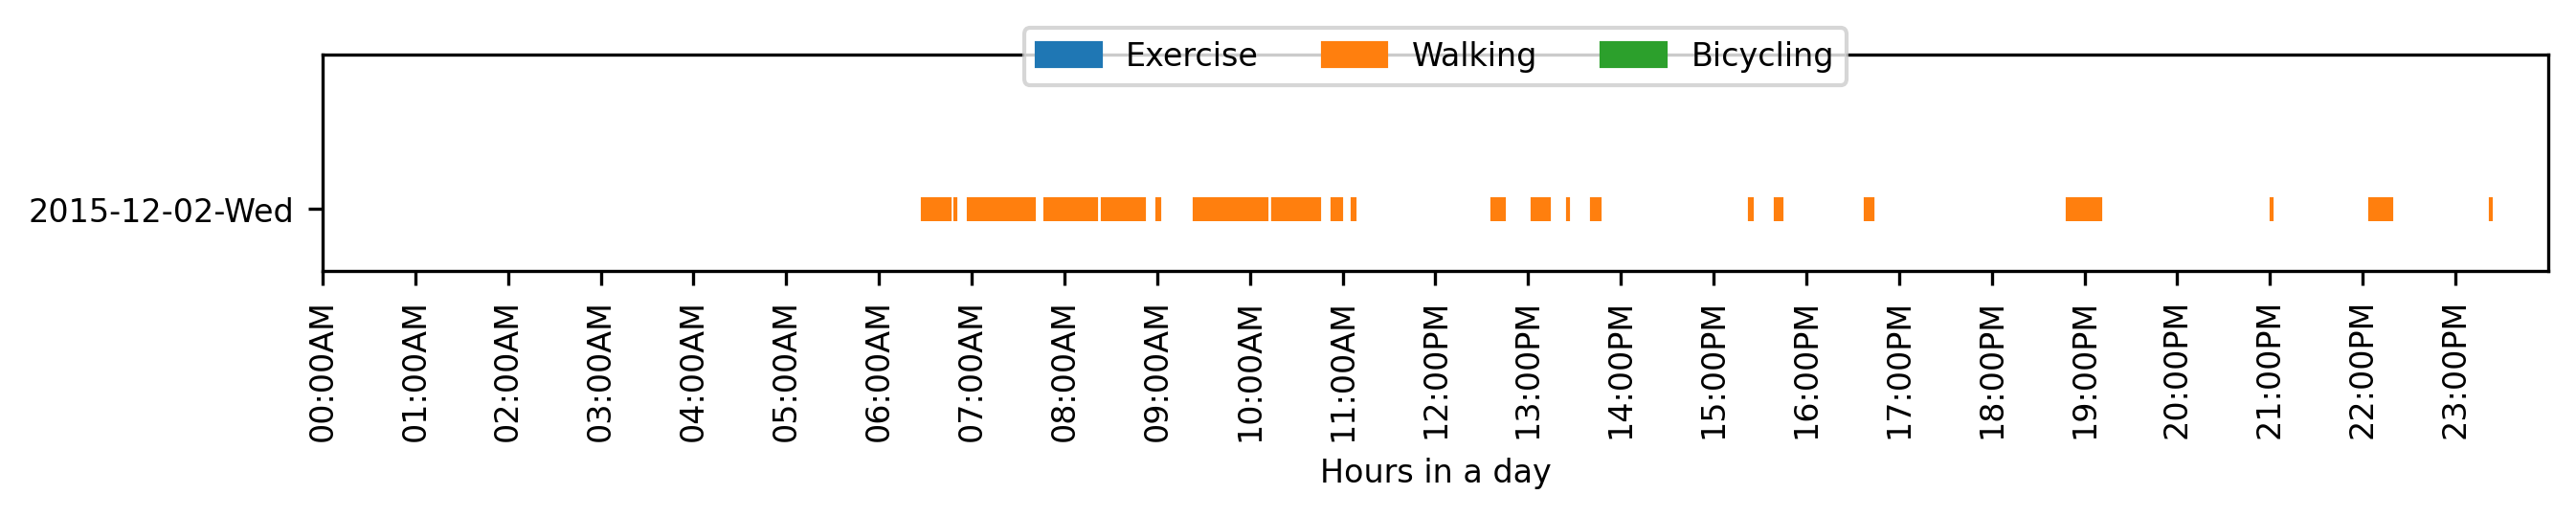 Exercise Walking Bicycling
2015-12-02-Wed
00:00AM 01:00AM 02:00AM 03:00AM 04:00AM 05:00AM 06:00AM 07:00AM 08:00AM 09:00AM 10:00AM 11:00AM 12:00PM 13:00PM 14:00PM 15:00PM 16:00PM 17:00PM 18:00PM 19:00PM 20:00PM 21:00PM 22:00PM 23:00PM
Hours in a day